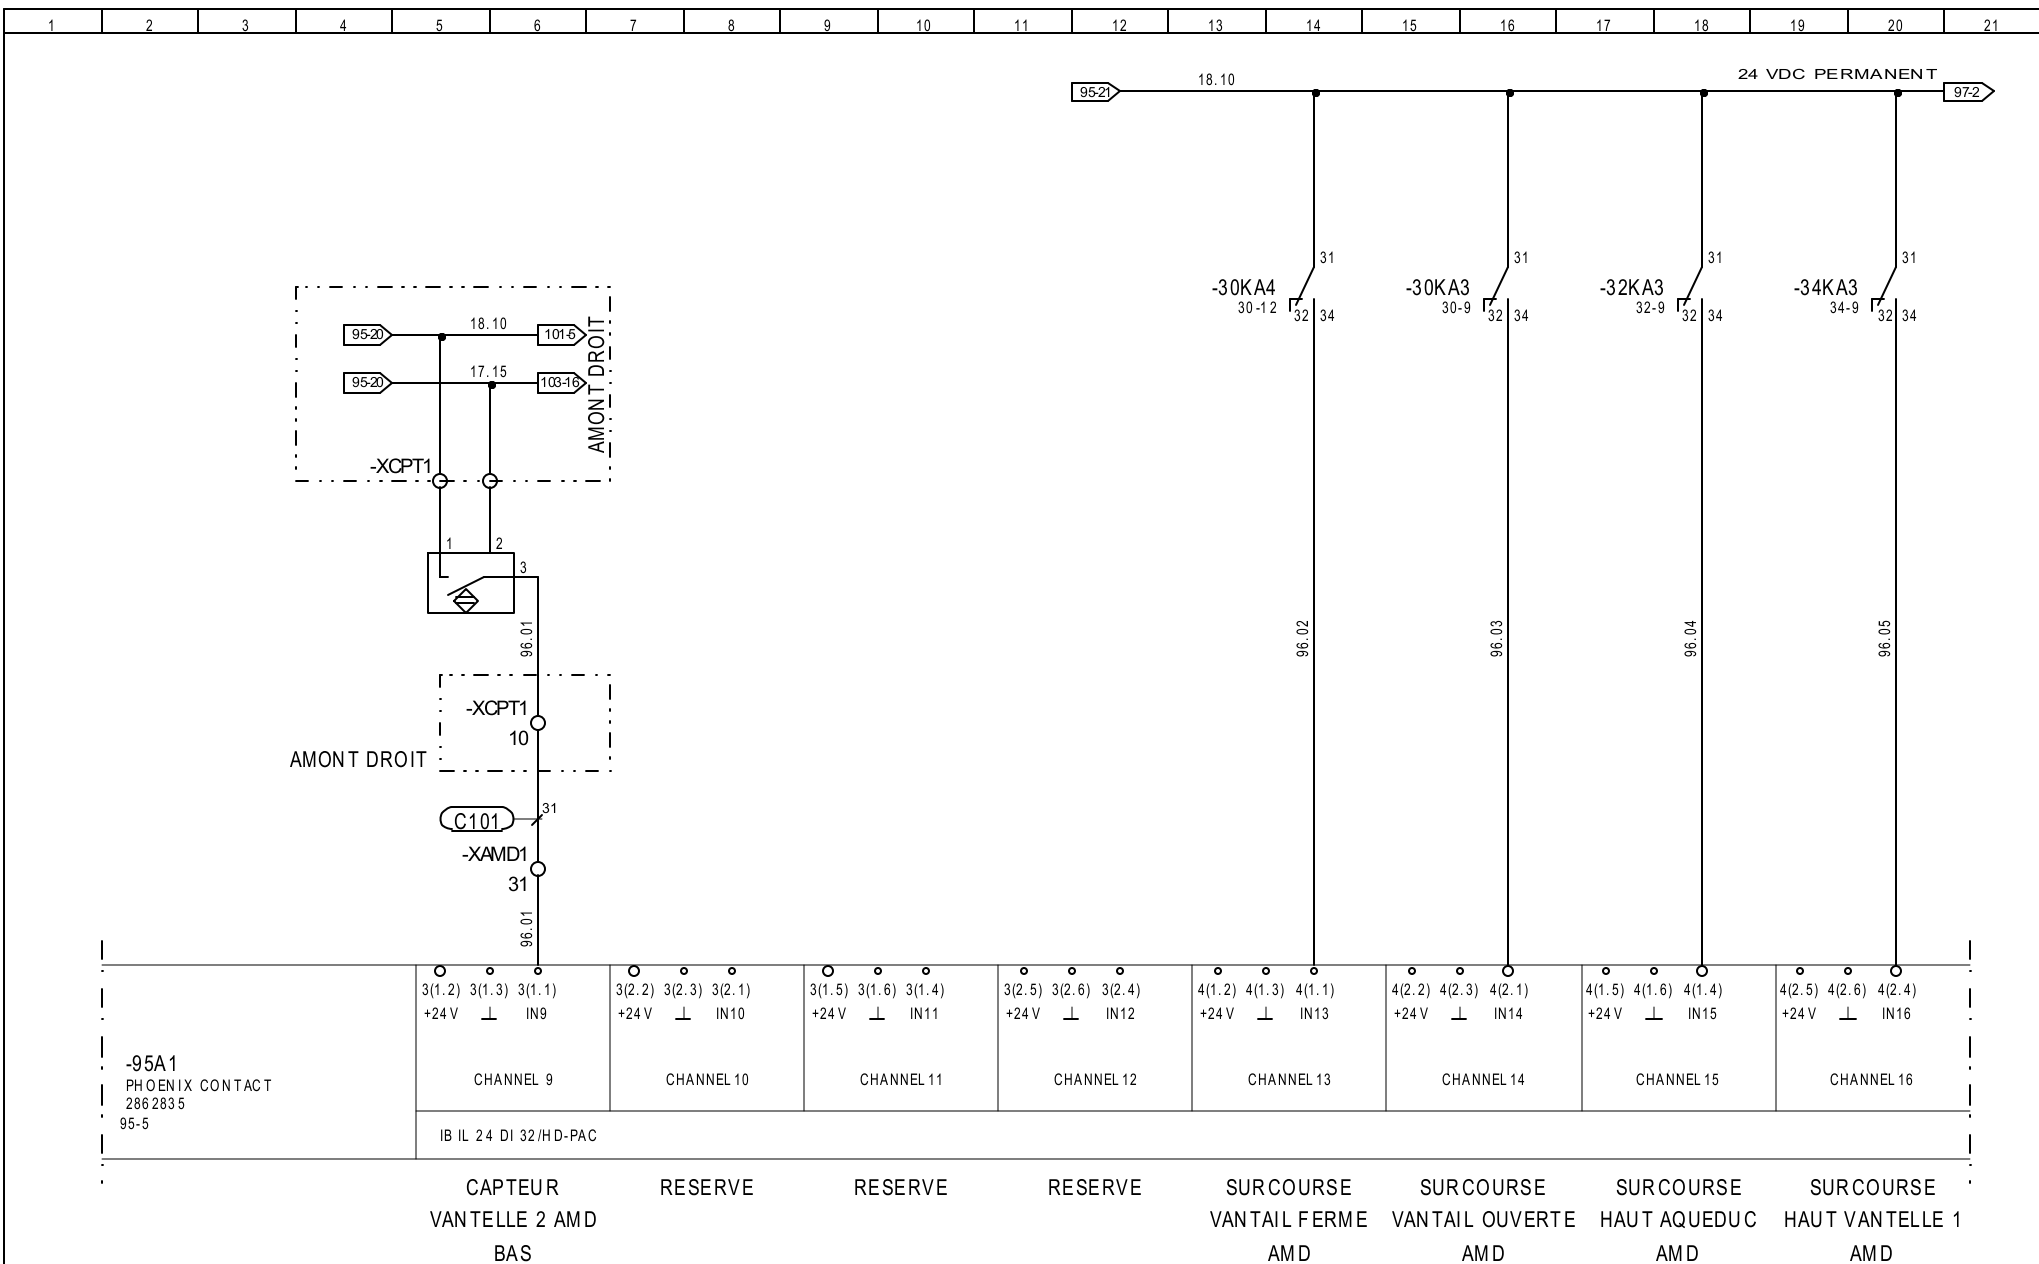 1 2 3 4 5 6 7 8 9 10 11 12 13 14 15 16 17 18 19 20 21
24 VDC PERMANENT
95-21 18.10 97-2
31 31 31 31
-30KA4 -30KA3 -32KA3 -34KA3
30-12 30-9 32-9 34-9
32 34 32 34 32 34 32 34
95-20 18.10 101-5
95-20 17.15 103-16
AMONT DROIT
-XCPT1
1 2
3
96.01
96.02 96.03 96.04 96.05
-XCPT1
10
AMONT DROIT
31
C101
-XAMD1
31
96.01
3(1.2) 3(1.3) 3(1.1) 3(2.2) 3(2.3) 3(2.1) 3(1.5) 3(1.6) 3(1.4) 3(2.5) 3(2.6) 3(2.4) 4(1.2) 4(1.3) 4(1.1) 4(2.2) 4(2.3) 4(2.1) 4(1.5) 4(1.6) 4(1.4) 4(2.5) 4(2.6) 4(2.4)
+24V IN9 +24V IN10 +24V IN11 +24V IN12 +24V IN13 +24V IN14 +24V IN15 +24V IN16
-95A1
PHOENIX CONTACT
2862835
95-5
CHANNEL 9 CHANNEL 10 CHANNEL 11 CHANNEL 12 CHANNEL 13 CHANNEL 14 CHANNEL 15 CHANNEL 16
IB IL 24 DI 32/HD-PAC
CAPTEUR
VANTELLE 2 AMD
BAS
RESERVE
RESERVE
RESERVE
SURCOURSE
VANTAIL FERME
AMD
SURCOURSE
VANTAIL OUVERTE
AMD
SURCOURSE
HAUT AQUEDUC
AMD
SURCOURSE
HAUT VANTELLE 1
AMD